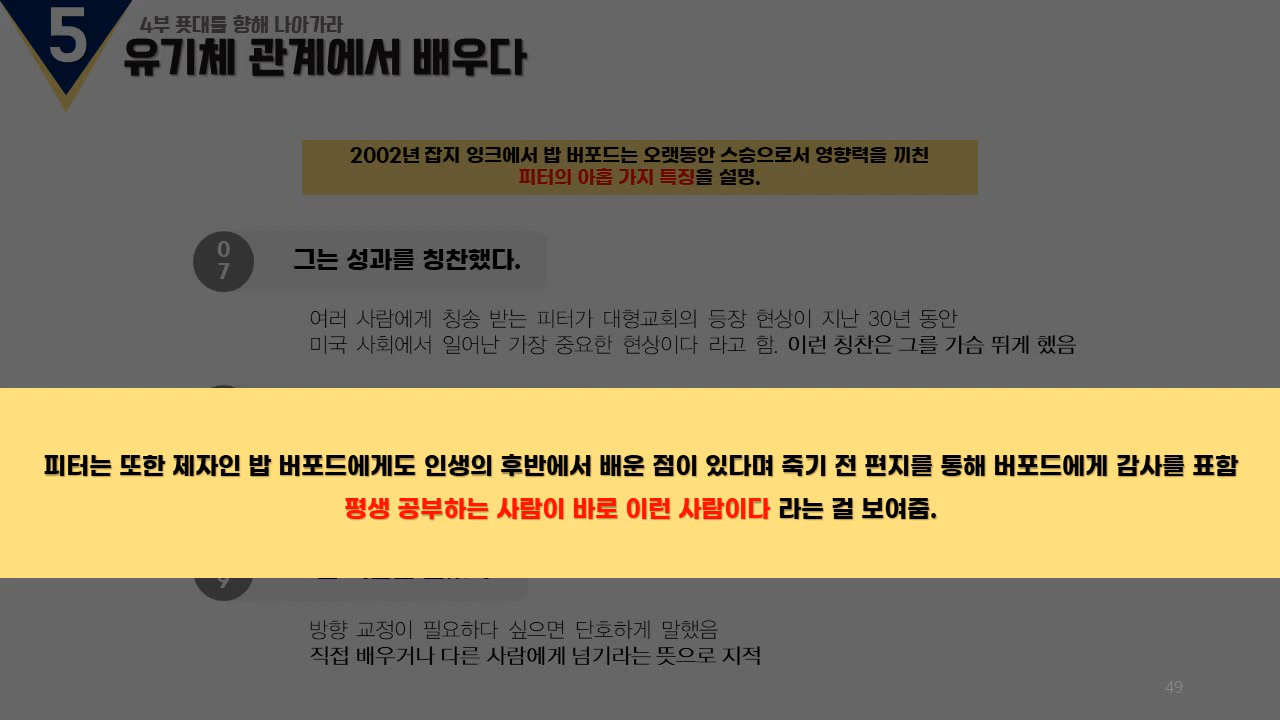 5
4부 푯대를 향해 나아가라
유기체 관계에서 배우다
2002년 잡지 잉크에서 밥 버포드는 오랫동안 스승으로서 영향력을 끼친
피터의 아홉 가지 특징을 설명.
0
7
그는 성과를 칭찬했다.
여러 사람에게 칭송 받는 피터가 대형교회의 등장 현상이 지난 30년 동안
미국 사회에서 일어난 가장 중요한 현상이다 라고 함. 이런 칭찬은 그를 가슴 뛰게 했음
피터는 또한 제자인 밥 버포드에게도 인생의 후반에서 배운 점이 있다며 죽기 전 편지를 통해 버포드에게 감사를 표함
평생 공부하는 사람이 바로 이런 사람이다 라는 걸 보여줌.
9
방향 교정이 필요하다 싶으면 단호하게 말했음
직접 배우거나 다른 사람에게 넘기라는 뜻으로 지적
49